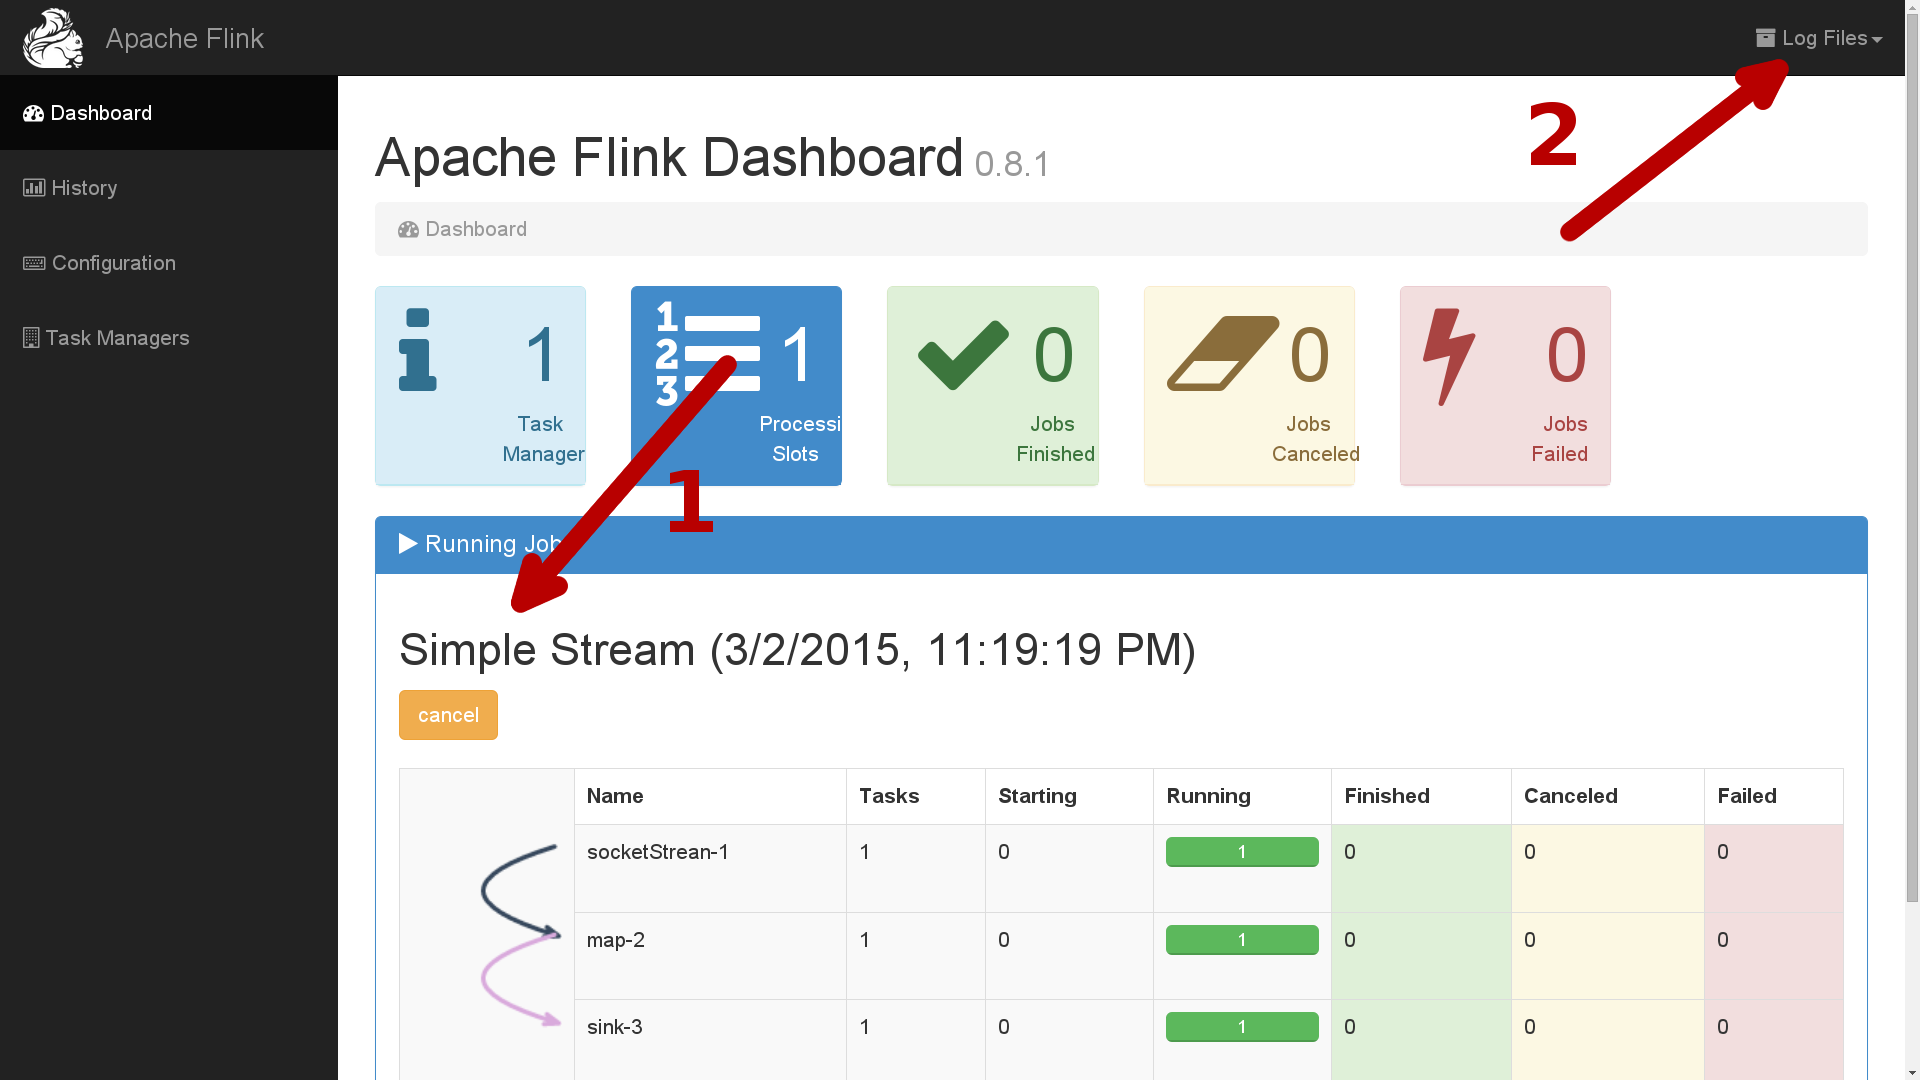 Apache Flink
Log Files
Dashboard
History
Configuration
Task Managers
2
Apache Flink Dashboard 0.8.1
Dashboard
1
Task
Manager
1
2
3
1
Processi
Slots
0
Jobs
Finished
0
Jobs
Canceled
0
Jobs
Failed
1
Running Job
Simple Stream (3/2/2015, 11:19:19 PM)
cancel
Name Tasks Starting Running Finished Canceled Failed
socketStrean-1 1 0 1 0 0 0
map-2 1 0 1 0 0 0
sink-3 1 0 1 0 0 0